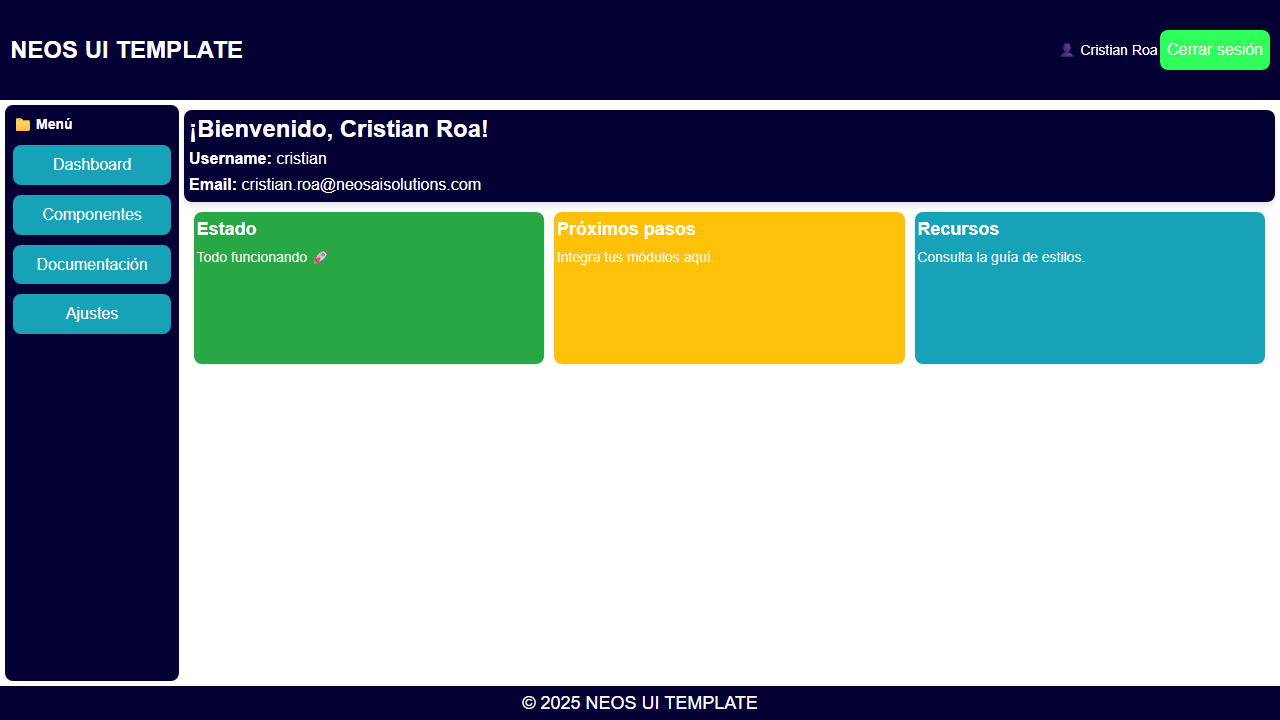 NEOS UI TEMPLATE
👤 Cristian Roa
Cerrar sesión
📁 Menú
Dashboard
Componentes
Documentación
Ajustes
¡Bienvenido, Cristian Roa!
Username: cristian
Email: cristian.roa@neosaisolutions.com
Estado
Todo funcionando 🚀
Próximos pasos
Integra tus módulos aquí.
Recursos
Consulta la guía de estilos.
© 2025 NEOS UI TEMPLATE